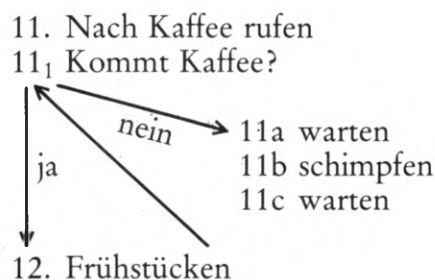 11. Nach Kaffee rufen
11₁ Kommt Kaffee?
nein
11a warten
ja
11b schimpfen
11c warten
12. Frühstücken